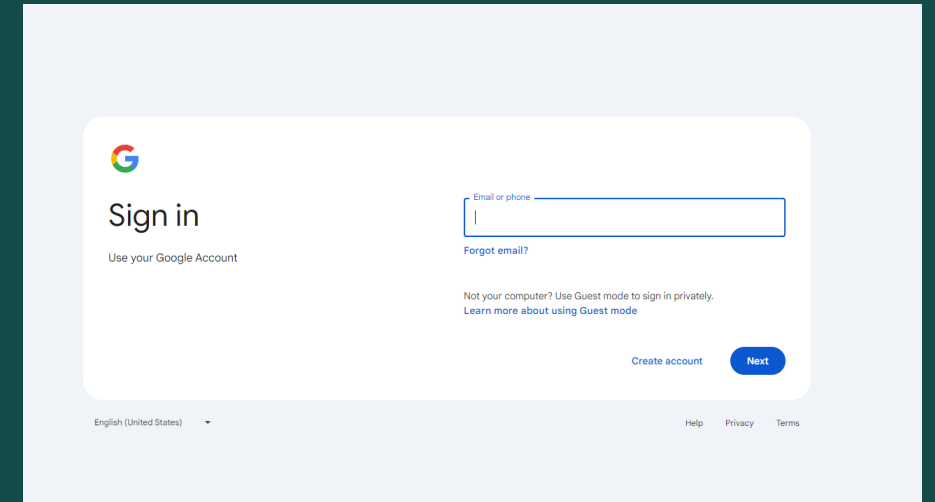 Sign in
Use your Google Account
Email or phone
Forgot email?
Not your computer? Use Guest mode to sign in privately.
Learn more about using Guest mode
Create account
Next
English (United States)
Help
Privacy
Terms